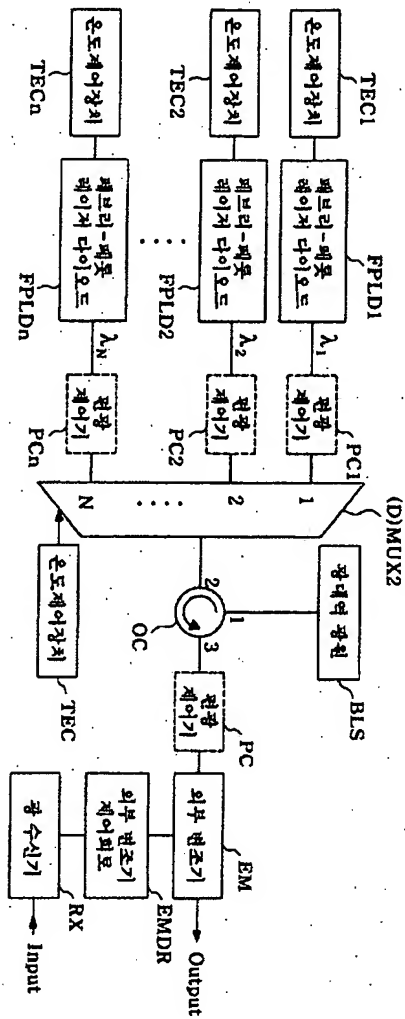 TEC1
온도제어장치
FPLD1
페브리-페롯
레이저 다이오드
λ1
PC1
편광
제어기
1
TEC2
온도제어장치
FPLD2
페브리-페롯
레이저 다이오드
λ2
PC2
편광
제어기
2
....
....
TECn
온도제어장치
FPLDn
페브리-페롯
레이저 다이오드
λN
PCn
편광
제어기
N
(D)MUX2
온도제어장치
TEC
광대역 광원
BLS
1
2
3
OC
편광
제어기
PC
외부 변조기
EM
Output
외부 변조기
제어회로
EMDR
광 수신기
RX
Input